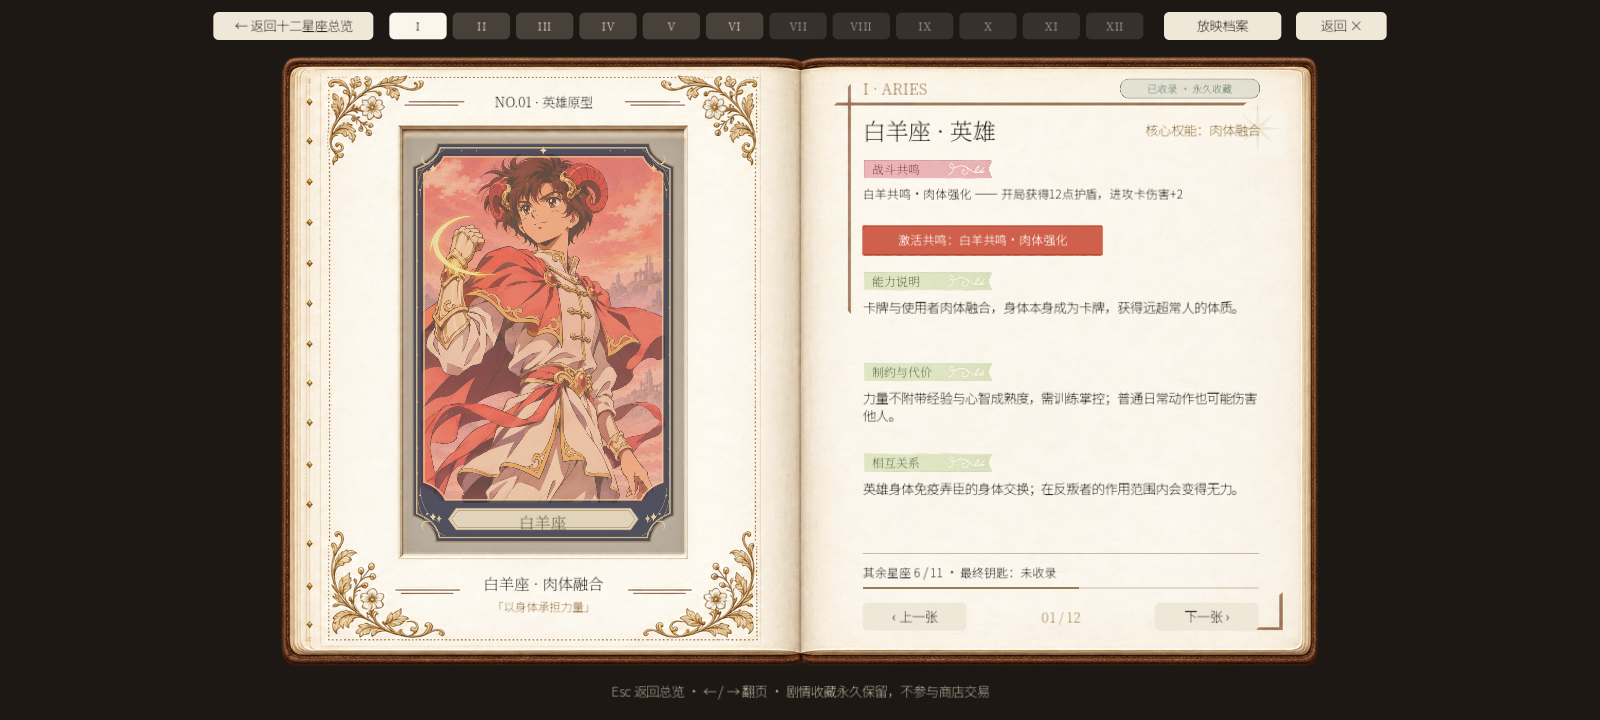 ← 返回十二星座总览
I
II
III
IV
V
VI
VII
VIII
IX
X
XI
XII
放映档案
返回 ×
NO.01 · 英雄原型
白羊座
白羊座 · 肉体融合
「以身体承担力量」
I · ARIES
已收录 · 永久收藏
白羊座 · 英雄
核心权能：肉体融合
战斗共鸣
白羊共鸣·肉体强化 —— 开局获得12点护盾，进攻卡伤害+2
激活共鸣：白羊共鸣·肉体强化
能力说明
卡牌与使用者肉体融合，身体本身成为卡牌，获得远超常人的体质。
制约与代价
力量不附带经验与心智成熟度，需训练掌控；普通日常动作也可能伤害
他人。
相互关系
英雄身体免疫弄臣的身体交换；在反叛者的作用范围内会变得无力。
其余星座 6 / 11 · 最终钥匙：未收录
‹ 上一张
01 / 12
下一张 ›
Esc 返回总览 · ← / → 翻页 · 剧情收藏永久保留，不参与商店交易